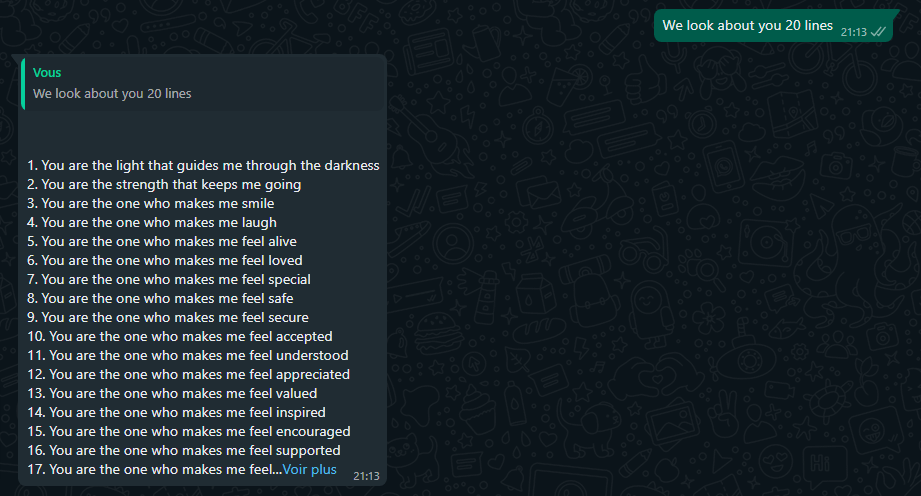 We look about you 20 lines
21:13
Vous
We look about you 20 lines
1. You are the light that guides me through the darkness
2. You are the strength that keeps me going
3. You are the one who makes me smile
4. You are the one who makes me laugh
5. You are the one who makes me feel alive
6. You are the one who makes me feel loved
7. You are the one who makes me feel special
8. You are the one who makes me feel safe
9. You are the one who makes me feel secure
10. You are the one who makes me feel accepted
11. You are the one who makes me feel understood
12. You are the one who makes me feel appreciated
13. You are the one who makes me feel valued
14. You are the one who makes me feel inspired
15. You are the one who makes me feel encouraged
16. You are the one who makes me feel supported
17. You are the one who makes me feel...Voir plus
21:13